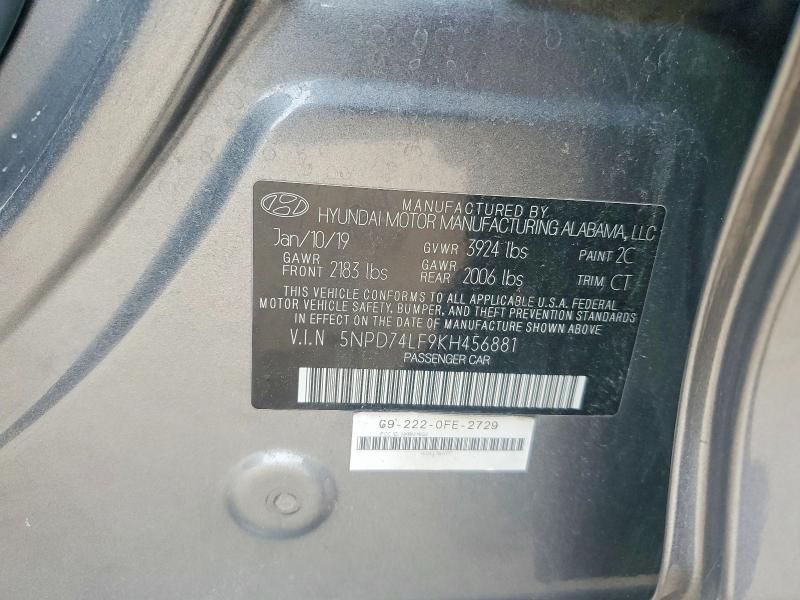 MANUFACTURED BY
HYUNDAI MOTOR MANUFACTURING ALABAMA, LLC
Jan/10/19 GVWR 3924 lbs PAINT 2C
GAWR FRONT 2183 lbs GAWR REAR 2006 lbs TRIM CT
THIS VEHICLE CONFORMS TO ALL APPLICABLE U.S.A. FEDERAL
MOTOR VEHICLE SAFETY, BUMPER, AND THEFT PREVENTION STANDARDS
IN EFFECT ON THE DATE OF MANUFACTURE SHOWN ABOVE
V.I.N 5NPD74LF9KH456881
PASSENGER CAR
G9-222-0FE-2729